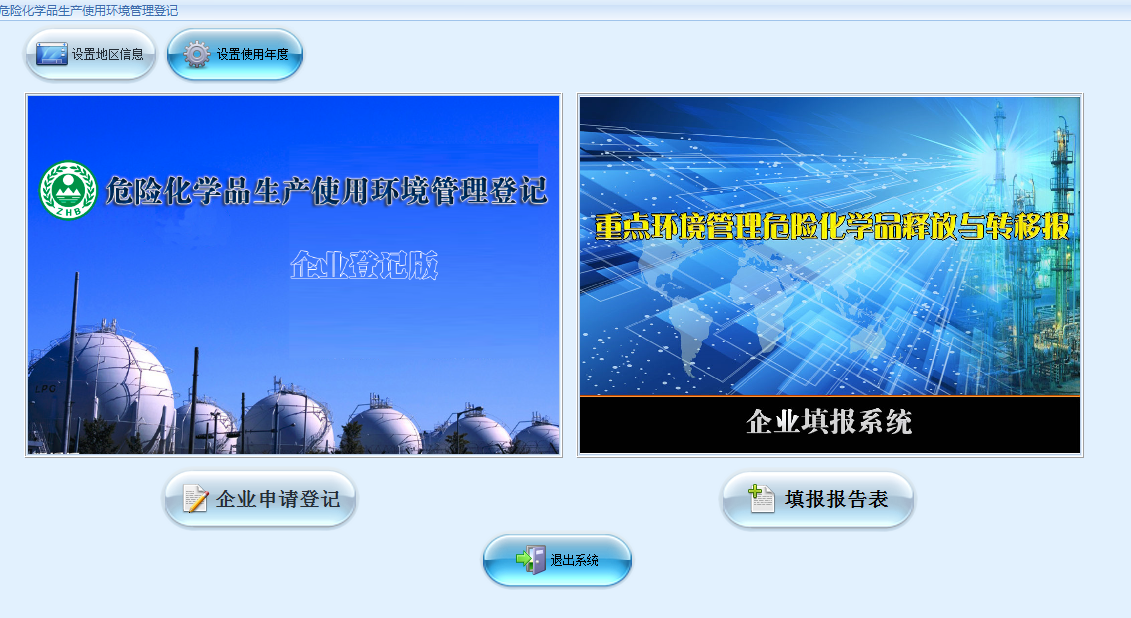 危险化学品生产使用环境管理登记
设置地区信息
设置使用年度
ZHB
危险化学品生产使用环境管理登记
企业登记版
LPG
重点环境管理危险化学品释放与转移报
企业填报系统
企业申请登记
填报报告表
退出系统